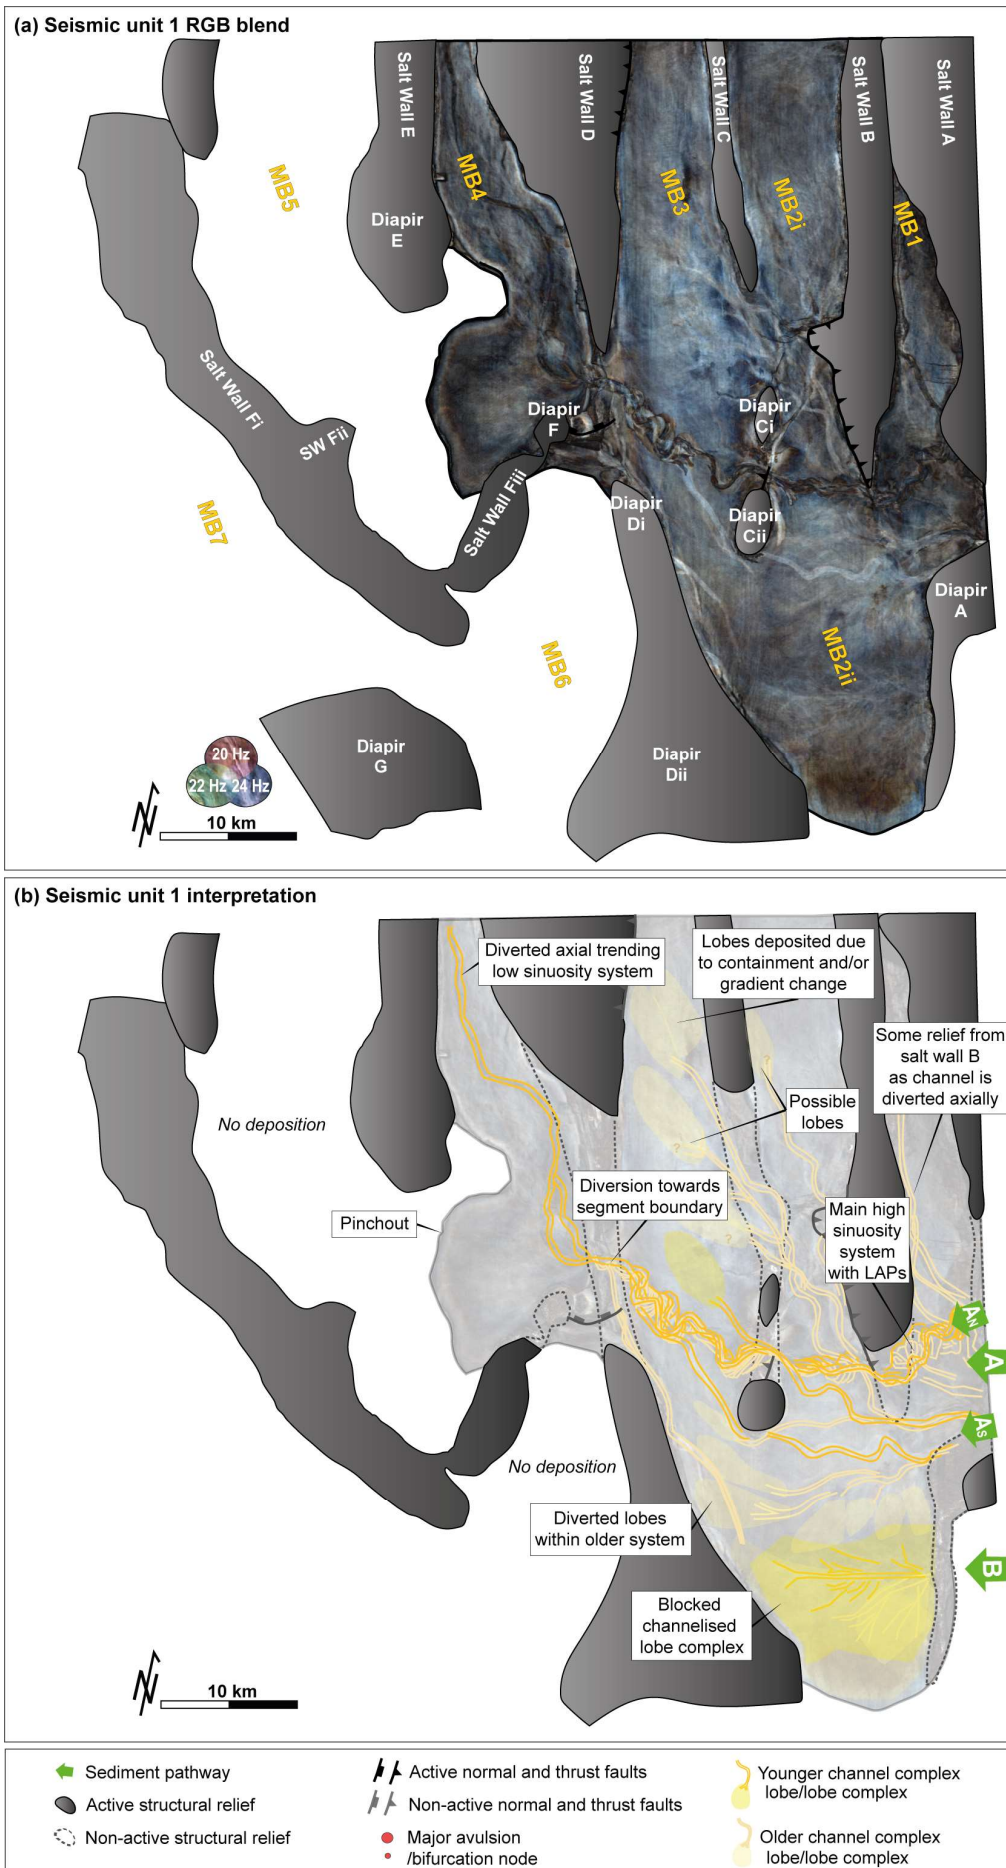 (a) Seismic unit 1 RGB blend
Salt Wall E
Salt Wall D
Salt Wall C
Salt Wall B
Salt Wall A
MB5
MB4
MB3
MB2i
MB1
Diapir
E
Salt Wall Fi
SW Fii
Diapir
F
Diapir
Ci
Salt Wall Fiii
Diapir
Di
Diapir
Cii
MB7
Diapir
A
MB6
MB2ii
Diapir
G
Diapir
Dii
20 Hz
22 Hz
24 Hz
N
10 km
(b) Seismic unit 1 interpretation
Diverted axial trending
low sinuosity system
Lobes deposited due
to containment and/or
gradient change
Some relief from
salt wall B
as channel is
diverted axially
No deposition
Possible
lobes
?
?
?
Pinchout
Diversion towards
segment boundary
Main high
sinuosity
system
with LAPs
AN
A
AS
No deposition
Diverted lobes
within older system
B
Blocked
channelised
lobe complex
N
10 km
Sediment pathway
Active structural relief
Non-active structural relief
Active normal and thrust faults
Non-active normal and thrust faults
Major avulsion
/bifurcation node
Younger channel complex
lobe/lobe complex
Older channel complex
lobe/lobe complex